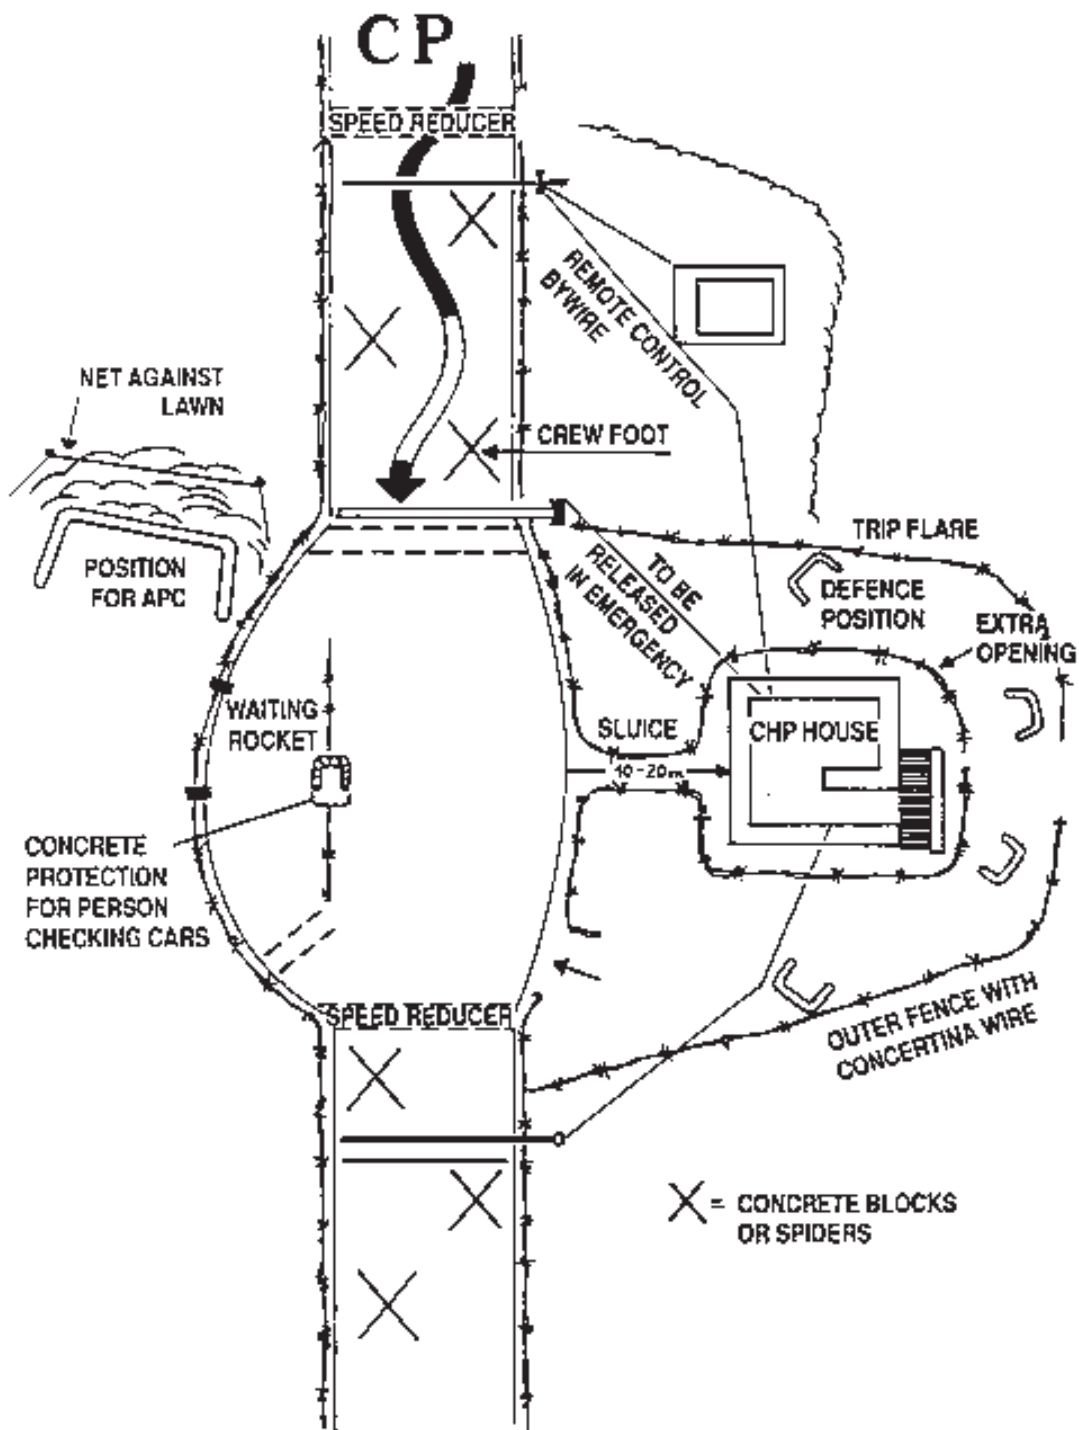 CP
SPEED REDUCER
REMOTE CONTROL
BYWIRE
NET AGAINST
LAWN
CREW FOOT
POSITION
FOR APC
TO BE
RELEASED
IN EMERGENCY
TRIP FLARE
DEFENCE
POSITION
EXTRA
OPENING
WAITING
ROCKET
SLUICE
CHP HOUSE
10-20m
CONCRETE
PROTECTION
FOR PERSON
CHECKING CARS
SPEED REDUCER
OUTER FENCE WITH
CONCERTINA WIRE
X = CONCRETE BLOCKS
OR SPIDERS